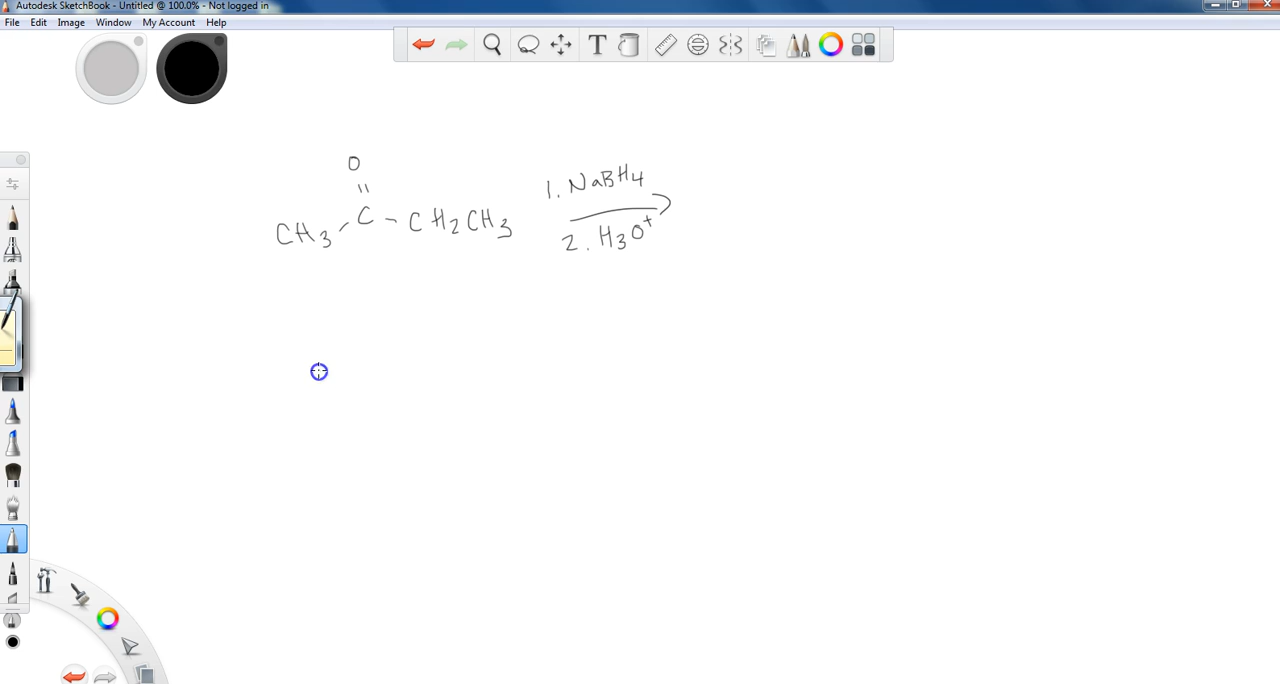 Autodesk SketchBook - Untitled @ 100.0% - Not logged in
File Edit Image Window My Account Help
T
O
CH3 - C - CH2CH3
1. NaBH4
2. H3O+